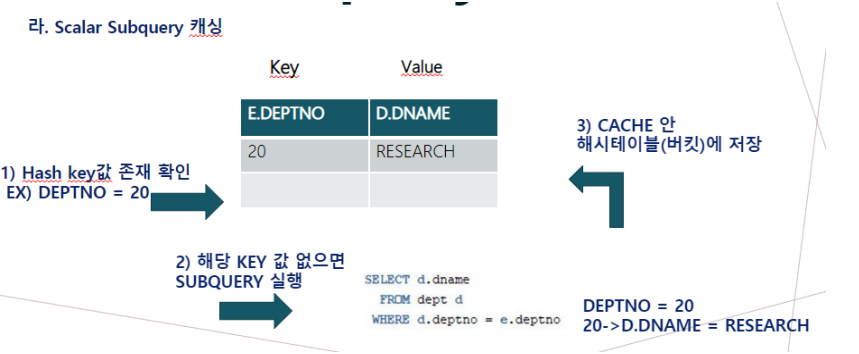 라. Scalar Subquery 캐싱
Key Value
E.DEPTNO D.DNAME
20 RESEARCH
1) Hash key값 존재 확인
EX) DEPTNO = 20
2) 해당 KEY 값 없으면
SUBQUERY 실행
SELECT d.dname
FROM dept d
WHERE d.deptno = e.deptno
3) CACHE 안
해시테이블(버킷)에 저장
DEPTNO = 20
20->D.DNAME = RESEARCH